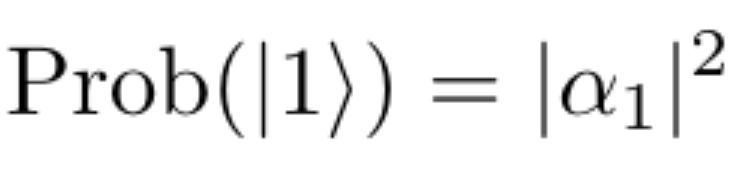 Prob(|1⟩) = |α₁|²